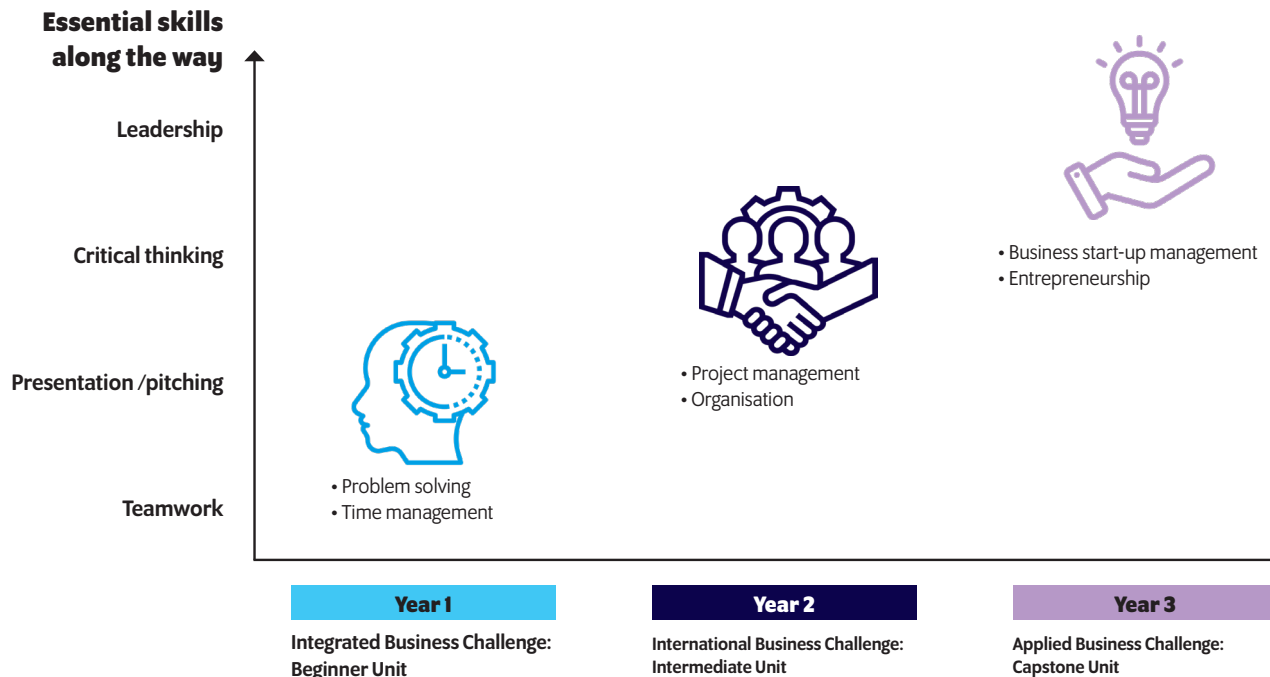 Essential skills
along the way
Leadership
Critical thinking
• Business start-up management
• Entrepreneurship
Presentation /pitching
• Project management
• Organisation
Teamwork
• Problem solving
• Time management
Year 1
Year 2
Year 3
Integrated Business Challenge:
Beginner Unit
International Business Challenge:
Intermediate Unit
Applied Business Challenge:
Capstone Unit